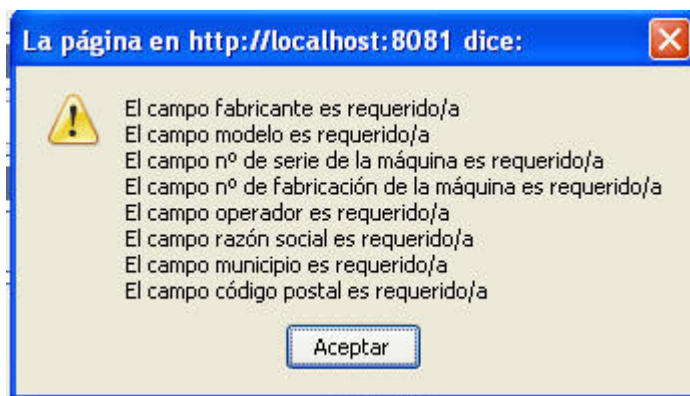 La página en http://localhost:8081 dice:
El campo fabricante es requerido/a
El campo modelo es requerido/a
El campo nº de serie de la máquina es requerido/a
El campo nº de fabricación de la máquina es requerido/a
El campo operador es requerido/a
El campo razón social es requerido/a
El campo municipio es requerido/a
El campo código postal es requerido/a
Aceptar